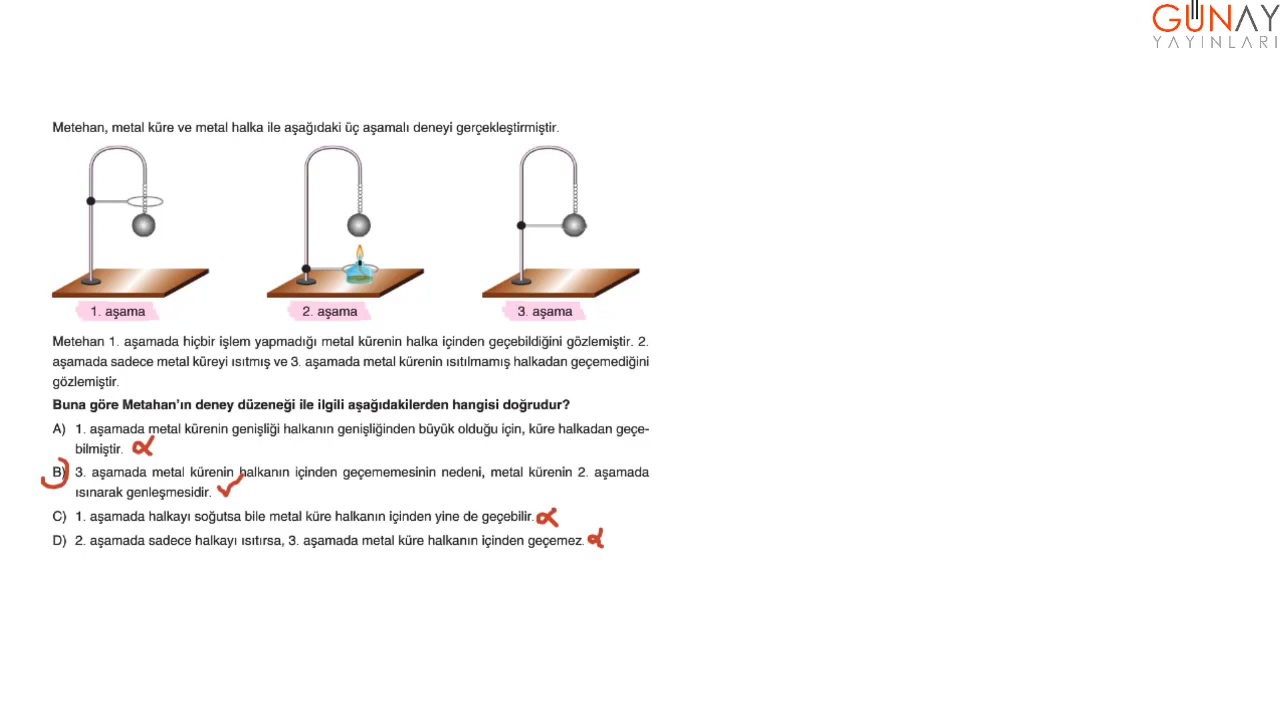 GÜNAY
YAYINLARI
Metehan, metal küre ve metal halka ile aşağıdaki üç aşamalı deneyi gerçekleştirmiştir.
1. aşama
2. aşama
3. aşama
Metehan 1. aşamada hiçbir işlem yapmadığı metal kürenin halka içinden geçebildiğini gözlemiştir. 2.
aşamada sadece metal küreyi ısıtmış ve 3. aşamada metal kürenin ısıtılmamış halkadan geçemediğini
gözlemiştir.
Buna göre Metahan'ın deney düzeneği ile ilgili aşağıdakilerden hangisi doğrudur?
A) 1. aşamada metal kürenin genişliği halkanın genişliğinden büyük olduğu için, küre halkadan geçe-
bilmiştir.
B) 3. aşamada metal kürenin halkanın içinden geçememesinin nedeni, metal kürenin 2. aşamada
ısınarak genleşmesidir.
C) 1. aşamada halkayı soğutsa bile metal küre halkanın içinden yine de geçebilir.
D) 2. aşamada sadece halkayı ısıtırsa, 3. aşamada metal küre halkanın içinden geçemez.